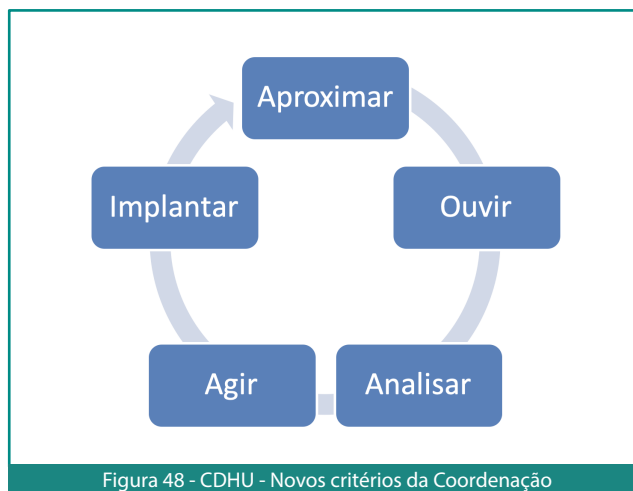 Aproximar
Ouvir
Analisar
Agir
Implantar
Figura 48 - CDHU - Novos critérios da Coordenação